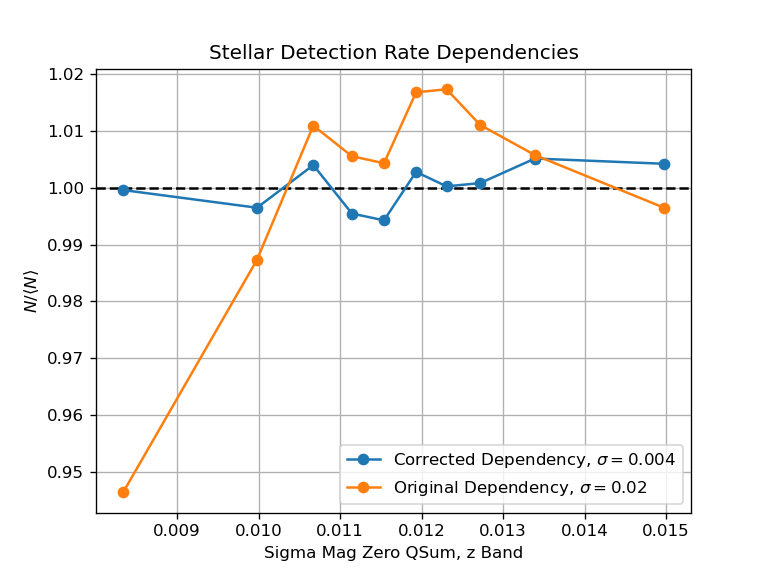 Stellar Detection Rate Dependencies
1.02
1.01
1.00
0.99
0.98
0.97
0.96
0.95
N/⟨N⟩
Corrected Dependency, σ = 0.004
Original Dependency, σ = 0.02
0.009 0.010 0.011 0.012 0.013 0.014 0.015
Sigma Mag Zero QSum, z Band